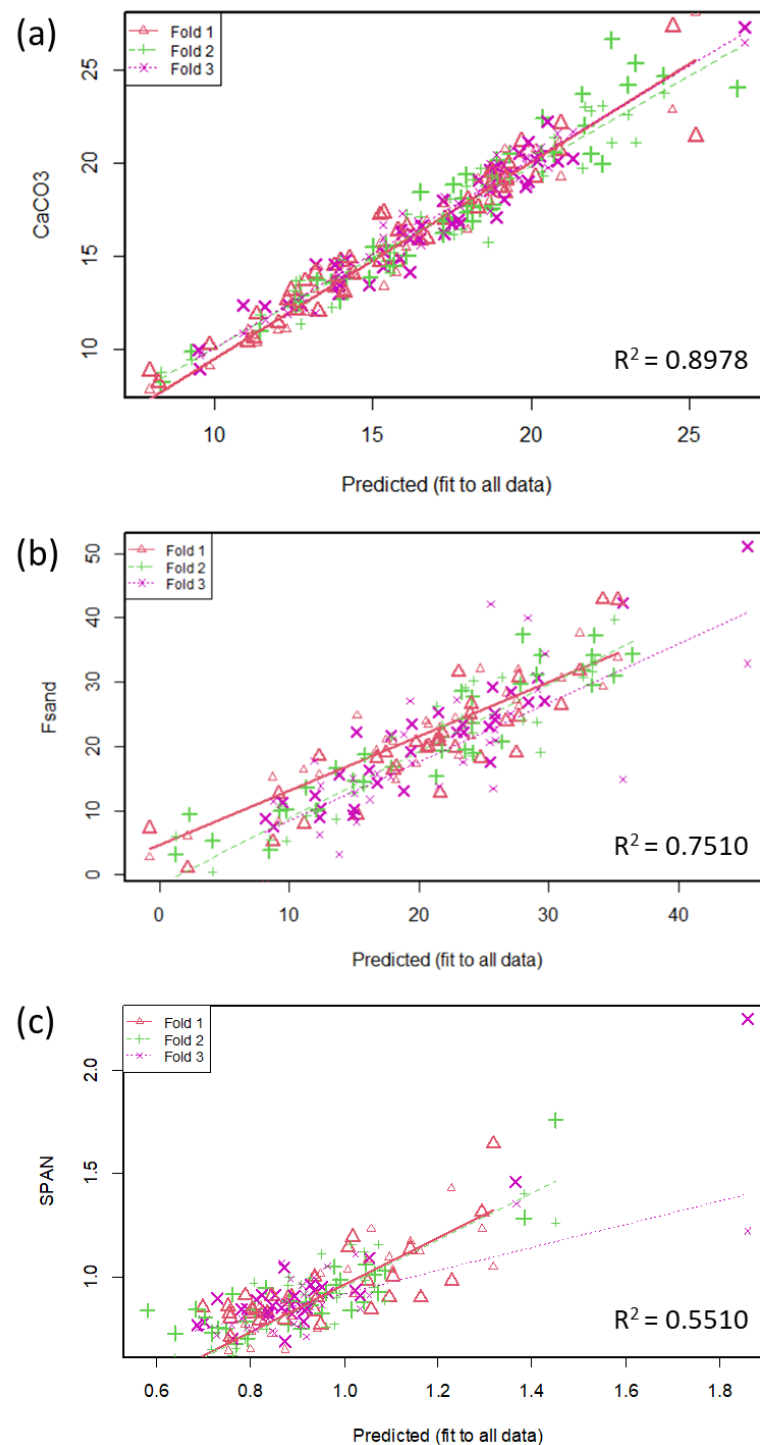 (a)
Fold 1
Fold 2
Fold 3
25
20
15
10
CaCO3
R² = 0.8978
10 15 20 25
Predicted (fit to all data)
(b)
Fold 1
Fold 2
Fold 3
50
40
30
20
10
0
Fsand
R² = 0.7510
0 10 20 30 40
Predicted (fit to all data)
(c)
Fold 1
Fold 2
Fold 3
2.0
1.5
1.0
SPAN
R² = 0.5510
0.6 0.8 1.0 1.2 1.4 1.6 1.8
Predicted (fit to all data)